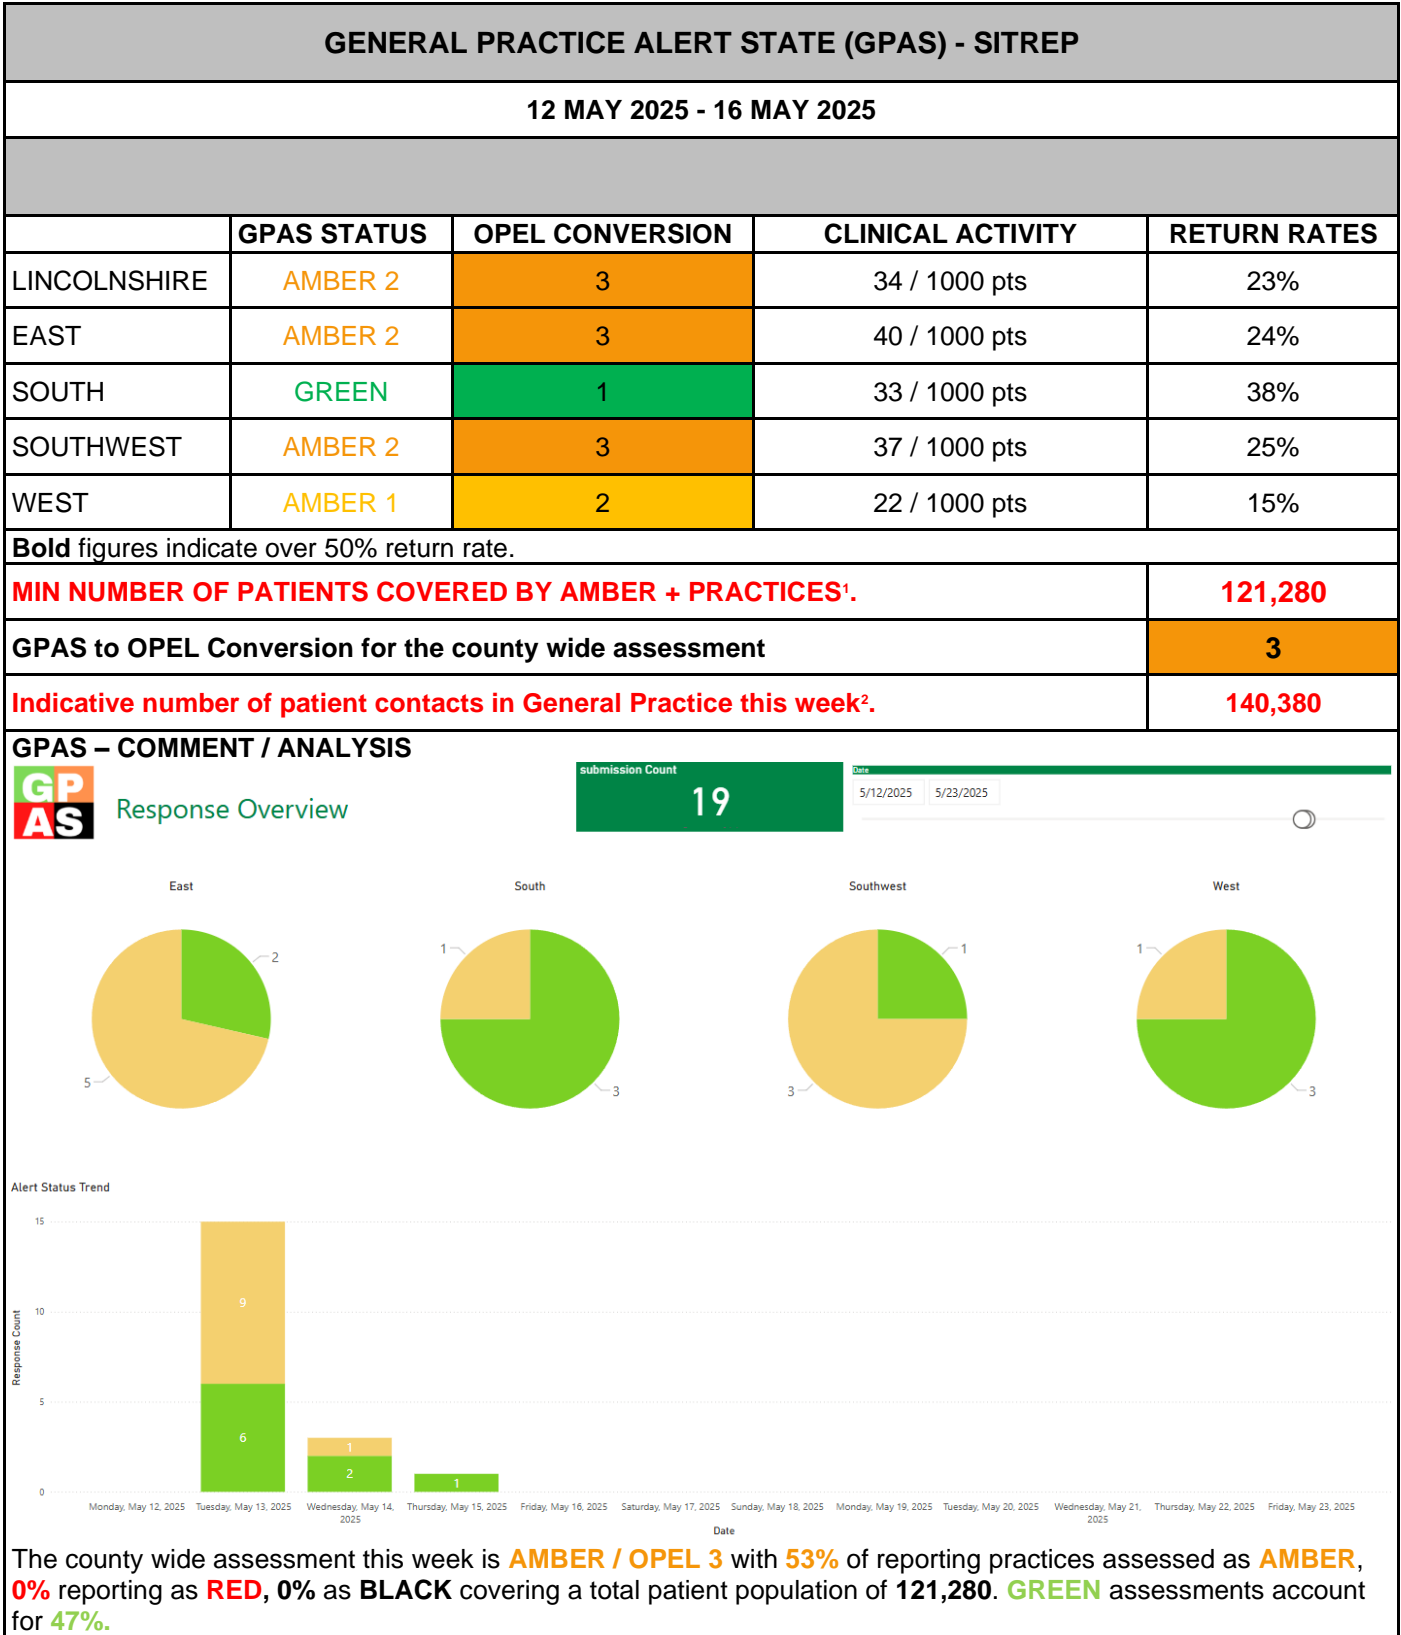 GENERAL PRACTICE ALERT STATE (GPAS) - SITREP
12 MAY 2025 - 16 MAY 2025
GPAS STATUS OPEL CONVERSION CLINICAL ACTIVITY RETURN RATES
LINCOLNSHIRE AMBER 2 3 34 / 1000 pts 23%
EAST AMBER 2 3 40 / 1000 pts 24%
SOUTH GREEN 1 33 / 1000 pts 38%
SOUTHWEST AMBER 2 3 37 / 1000 pts 25%
WEST AMBER 1 2 22 / 1000 pts 15%
Bold figures indicate over 50% return rate.
MIN NUMBER OF PATIENTS COVERED BY AMBER + PRACTICES¹. 121,280
GPAS to OPEL Conversion for the county wide assessment 3
Indicative number of patient contacts in General Practice this week². 140,380
GPAS – COMMENT / ANALYSIS
GP
AS
Response Overview
submission Count
19
Date
5/12/2025 5/23/2025
East South Southwest West
2
5
1
3
1
3
1
3
Alert Status Trend
Response Count
15
10
5
0
9
6
1
2
1
Monday, May 12, 2025 Tuesday, May 13, 2025 Wednesday, May 14, 2025 Thursday, May 15, 2025 Friday, May 16, 2025 Saturday, May 17, 2025 Sunday, May 18, 2025 Monday, May 19, 2025 Tuesday, May 20, 2025 Wednesday, May 21, 2025 Thursday, May 22, 2025 Friday, May 23, 2025
Date
The county wide assessment this week is AMBER / OPEL 3 with 53% of reporting practices assessed as AMBER,
0% reporting as RED, 0% as BLACK covering a total patient population of 121,280. GREEN assessments account
for 47%.